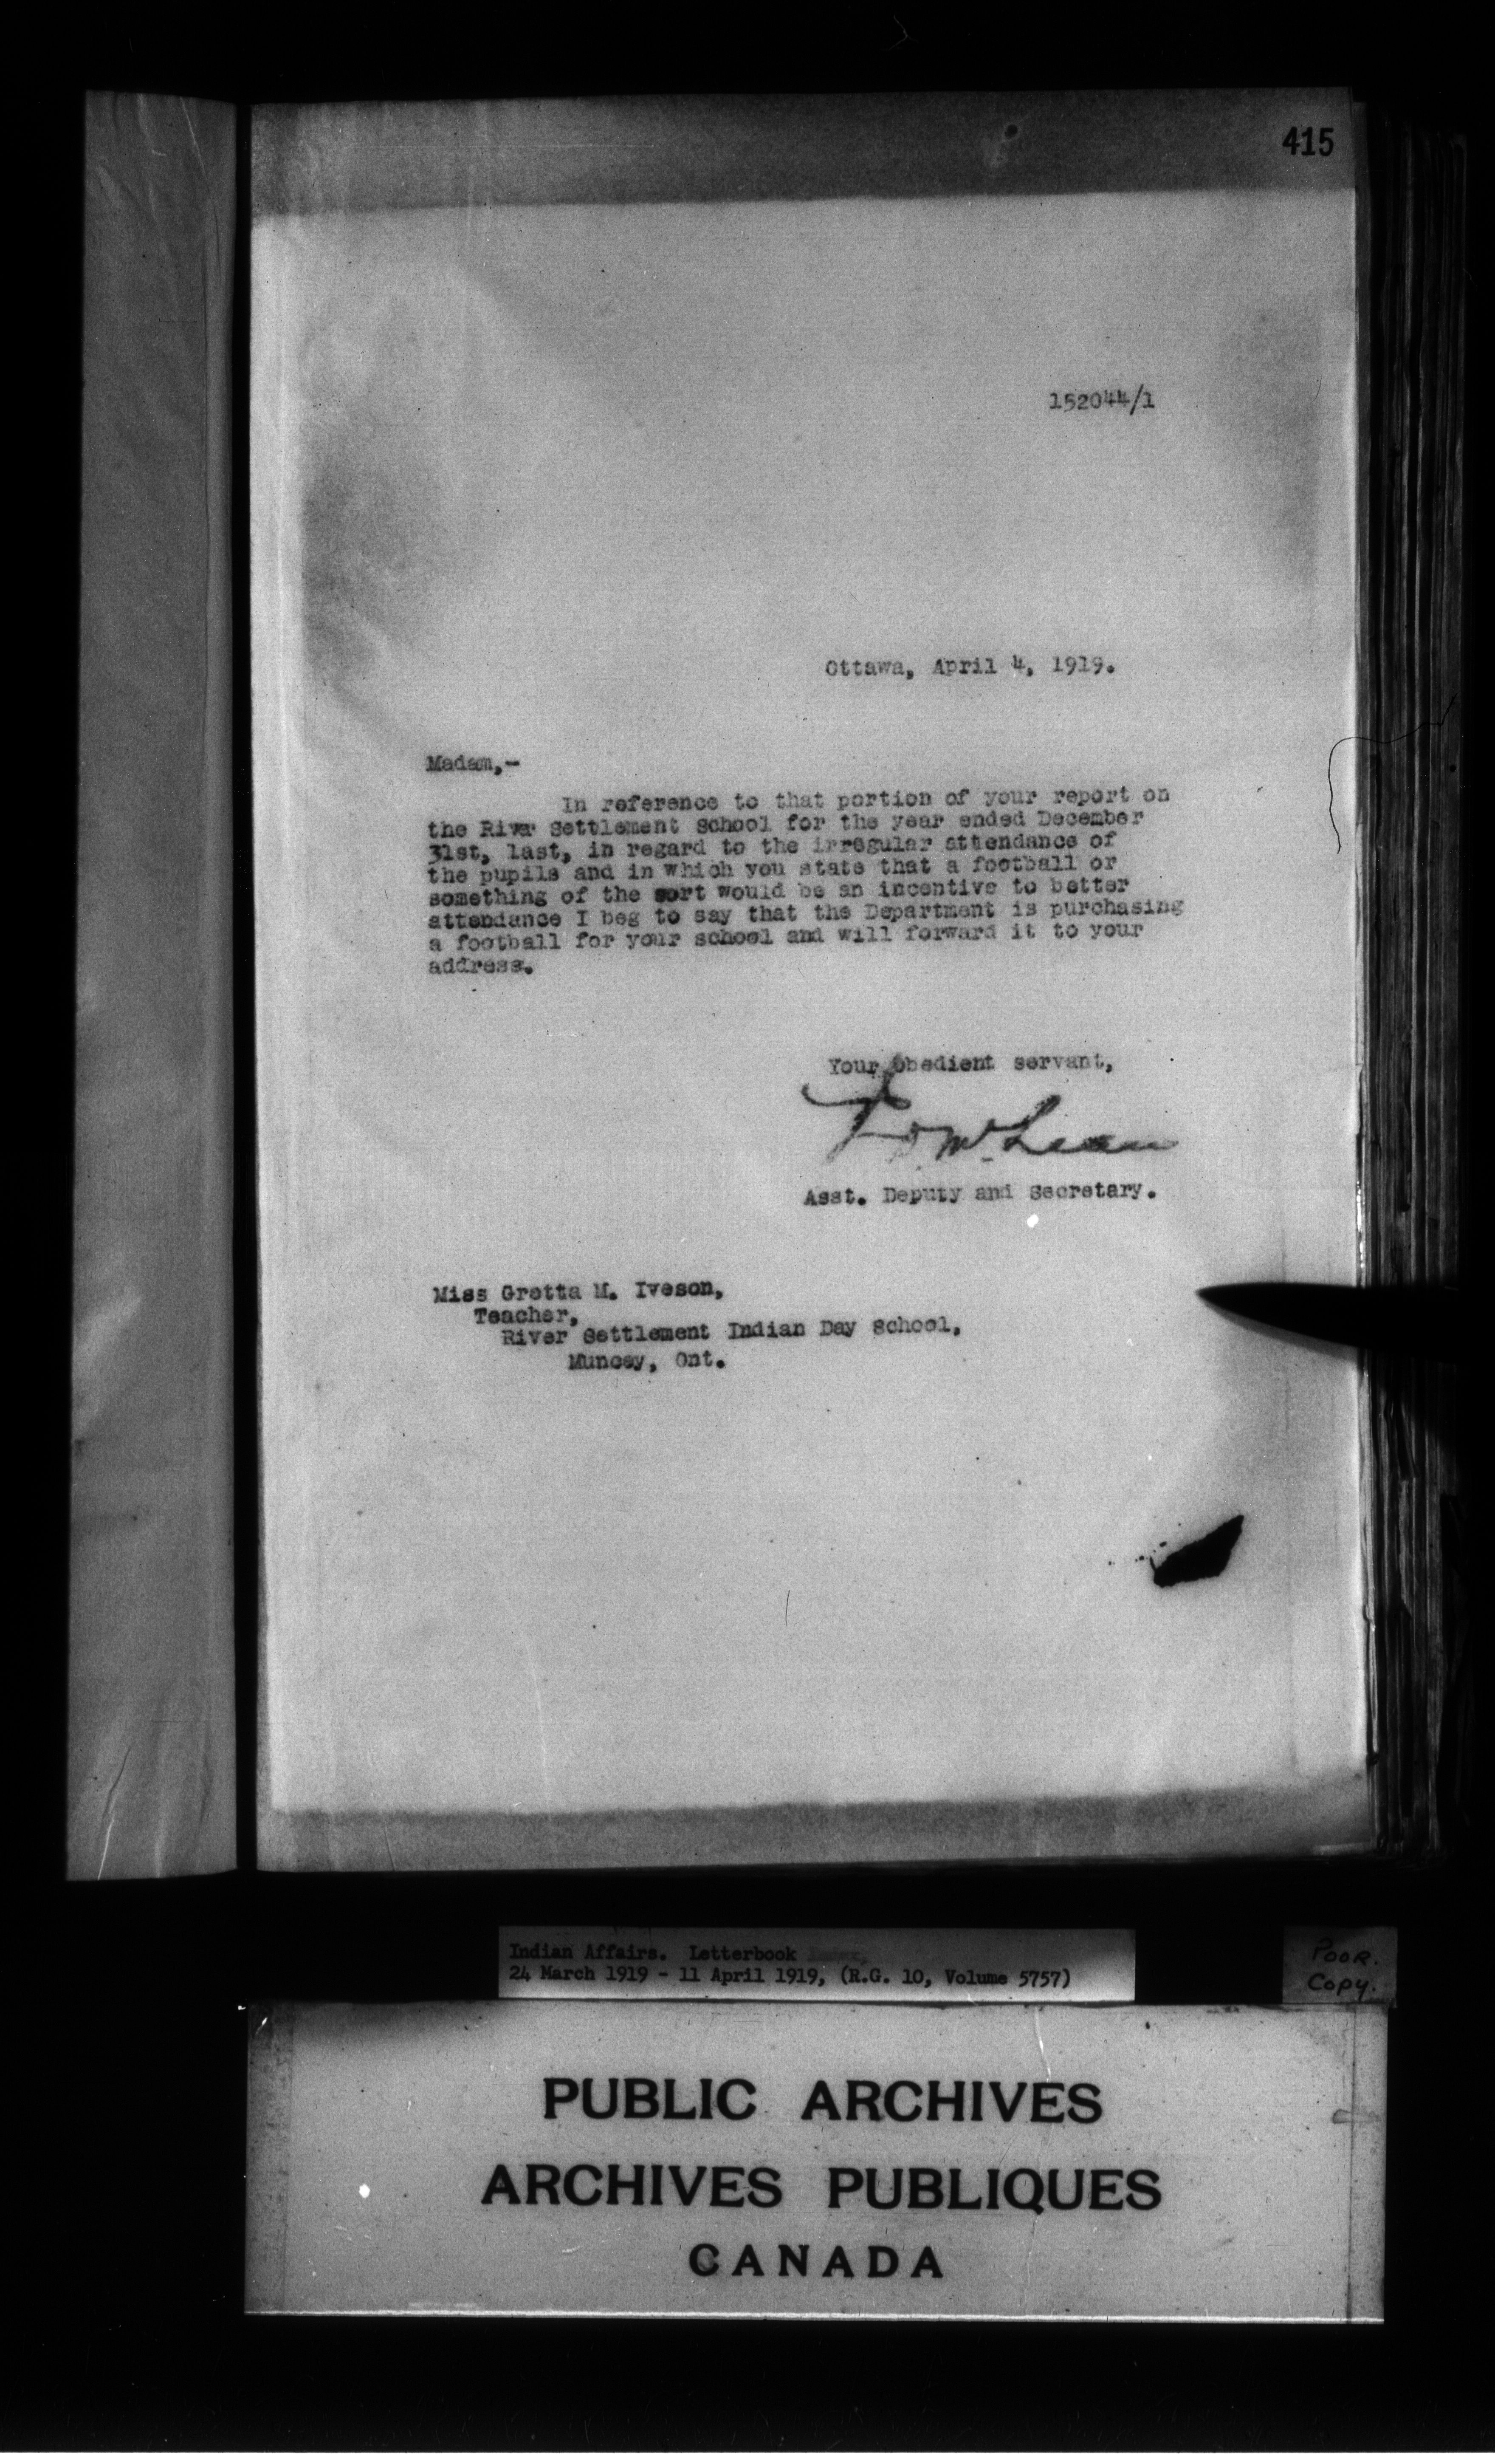 415
152044/1
Ottawa, April 4, 1919.
Madam,-
In reference to that portion of your report on
the River Settlement School for the year ended December
31st, last, in regard to the irregular attendance of
the pupils and in which you state that a football or
something of the sort would be an incentive to better
attendance I beg to say that the Department is purchasing
a football for your school and will forward it to your
address.
Your obedient servant,
J. D. McLean
Asst. Deputy and Secretary.
Miss Gretta M. Iveson,
Teacher,
River Settlement Indian Day School,
Muncey, Ont.
Indian Affairs. Letterbook
24 March 1919 - 11 April 1919, (R.G. 10, Volume 5757)
POOR.
Copy.
PUBLIC ARCHIVES
ARCHIVES PUBLIQUES
CANADA